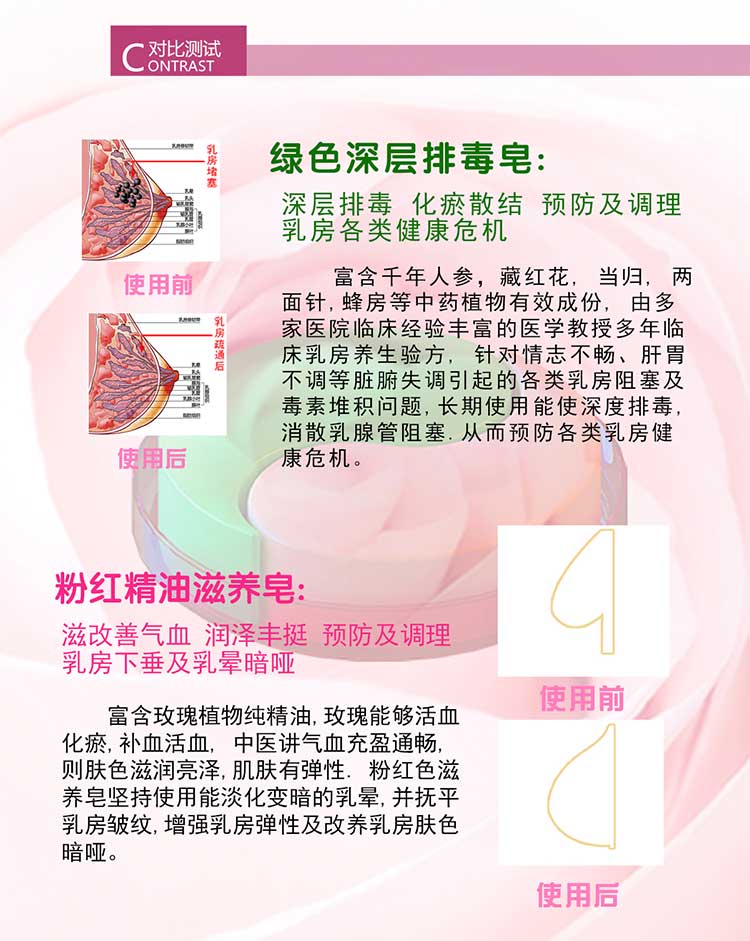 对比测试
CONTRAST
绿色深层排毒皂:
深层排毒 化瘀散结 预防及调理
乳房各类健康危机
乳房堵塞
乳头
脂肪组织
使用前
富含千年人参，藏红花， 当归， 两
面针,蜂房等中药植物有效成份， 由多
家医院临床经验丰富的医学教授多年临
床乳房养生验方， 针对情志不畅、肝胃
不调等脏腑失调引起的各类乳房阻塞及
毒素堆积问题,长期使用能使深度排毒,
消散乳腺管阻塞.从而预防各类乳房健
康危机。
乳房疏通后
乳头
脂肪组织
使用后
粉红精油滋养皂:
滋改善气血 润泽丰挺 预防及调理
乳房下垂及乳晕暗哑
使用前
富含玫瑰植物纯精油,玫瑰能够活血
化瘀,补血活血， 中医讲气血充盈通畅,
则肤色滋润亮泽,肌肤有弹性. 粉红色滋
养皂坚持使用能淡化变暗的乳晕,并抚平
乳房皱纹,增强乳房弹性及改养乳房肤色
暗哑。
使用后